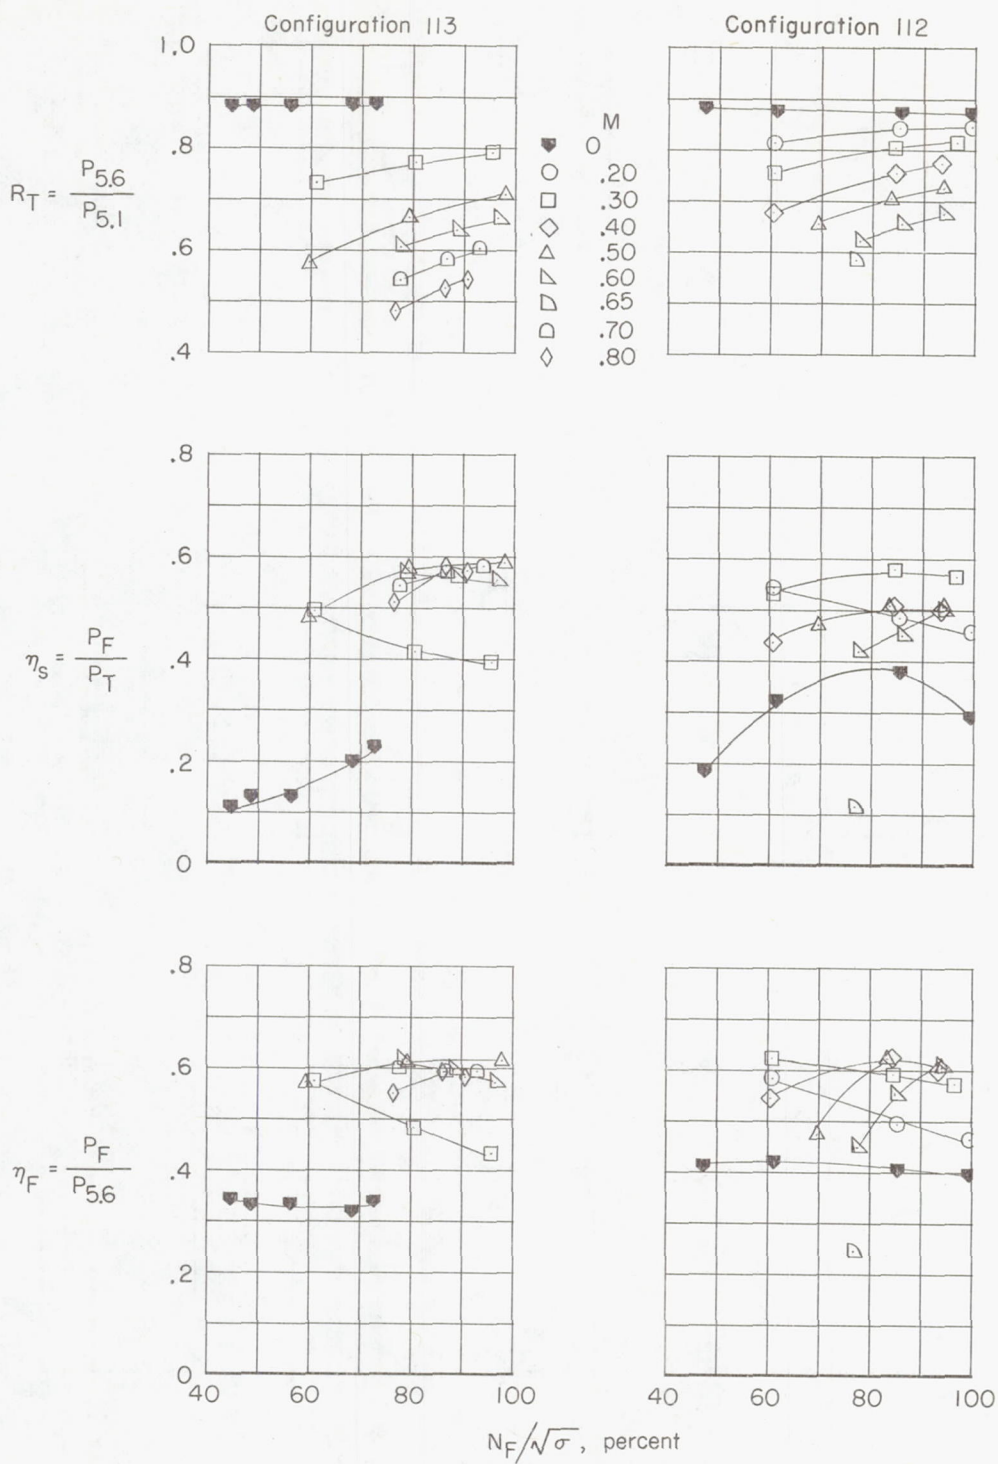 Configuration 113
Configuration 112
1.0
.8
.6
.4
R_T = P_5.6 / P_5.1
M
0
.20
.30
.40
.50
.60
.65
.70
.80
.8
.6
.4
.2
0
η_s = P_F / P_T
.8
.6
.4
.2
0
η_F = P_F / P_5.6
40 60 80 100
40 60 80 100
N_F/√σ, percent